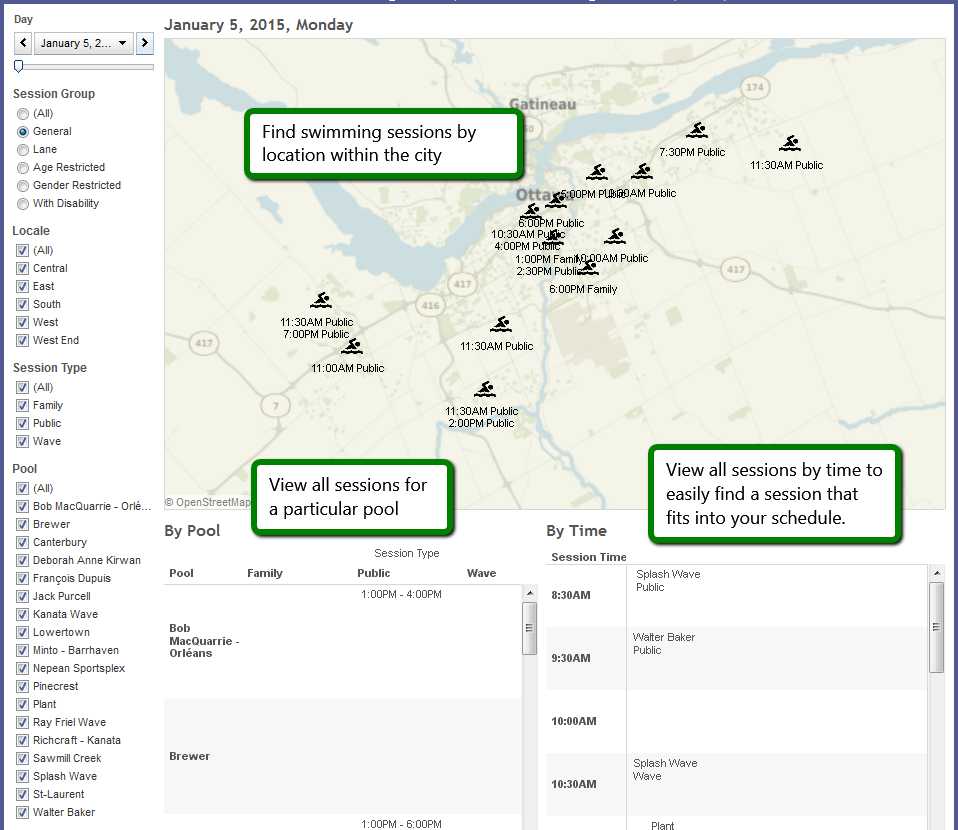 Day
January 5, 2...
Session Group
(All)
General
Lane
Age Restricted
Gender Restricted
With Disability
Locale
(All)
Central
East
South
West
West End
Session Type
(All)
Family
Public
Wave
Pool
(All)
Bob MacQuarrie - Orlé...
Brewer
Canterbury
Deborah Anne Kirwan
François Dupuis
Jack Purcell
Kanata Wave
Lowertown
Minto - Barrhaven
Nepean Sportsplex
Pinecrest
Plant
Ray Friel Wave
Richcraft - Kanata
Sawmill Creek
Splash Wave
St-Laurent
Walter Baker
January 5, 2015, Monday
174
Gatineau
50
Find swimming sessions by
location within the city
7:30PM Public
11:30AM Public
Ottawa
5:00PM Public
AM Public
6:00PM Public
10:30AM Public
4:00PM Public
1:00PM Family
10:00AM Public
2:30PM Public
6:00PM Family
417
417
416
417
7
11:30AM Public
7:00PM Public
11:00AM Public
11:30AM Public
11:30AM Public
2:00PM Public
© OpenStreetMap
View all sessions for
a particular pool
View all sessions by time to
easily find a session that
fits into your schedule.
By Pool
Session Type
Pool Family Public Wave
1:00PM - 4:00PM
Bob
MacQuarrie -
Orléans
Brewer
1:00PM - 6:00PM
By Time
Session Time
8:30AM
Splash Wave
Public
9:30AM
Walter Baker
Public
10:00AM
10:30AM
Splash Wave
Wave
Plant